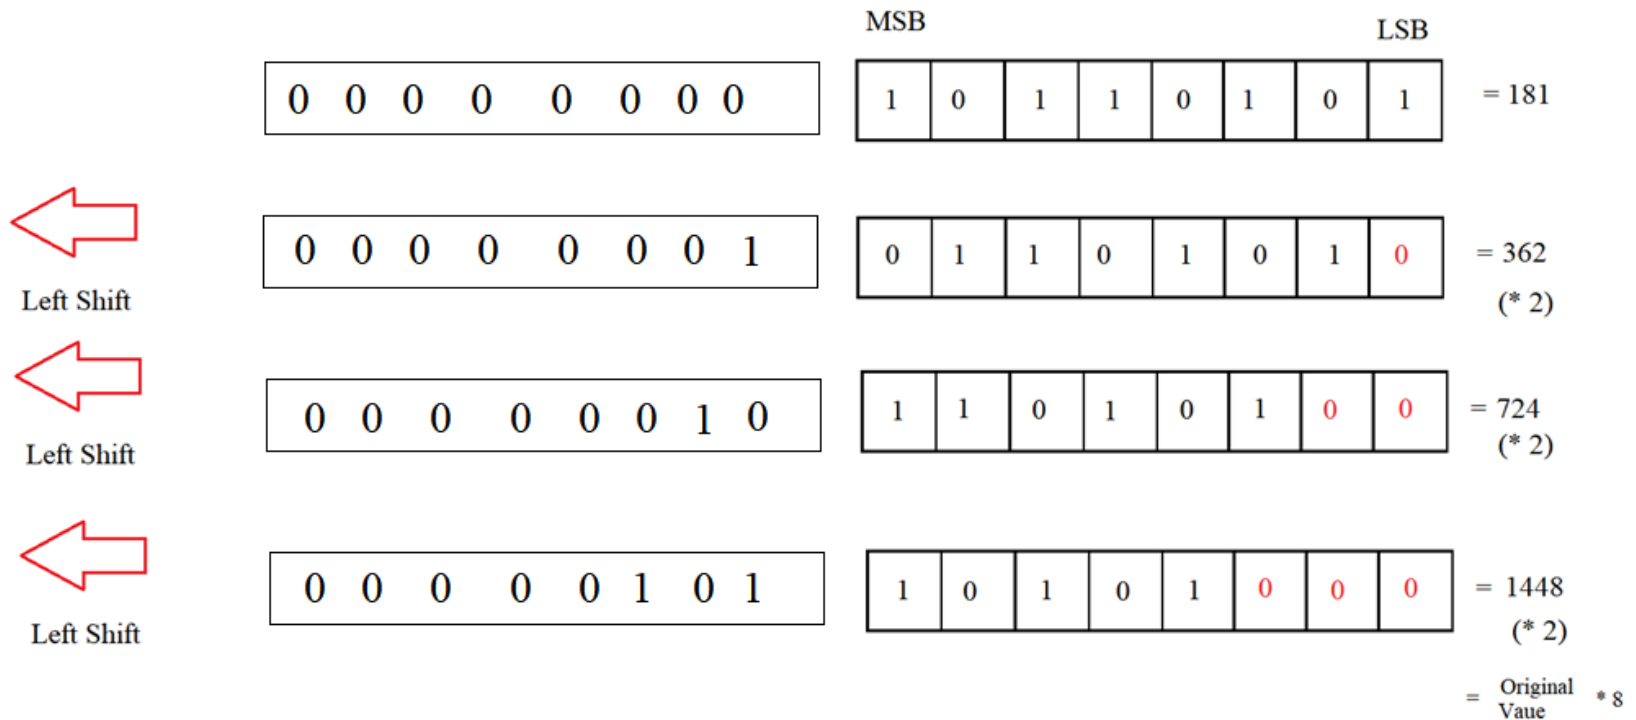 MSB LSB
0 0 0 0 0 0 0 0 1 0 1 1 0 1 0 1 = 181
0 0 0 0 0 0 0 1 0 1 1 0 1 0 1 0 = 362
Left Shift (* 2)
0 0 0 0 0 0 1 0 1 1 0 1 0 1 0 0 = 724
Left Shift (* 2)
0 0 0 0 0 1 0 1 1 0 1 0 1 0 0 0 = 1448
Left Shift (* 2)
= Original * 8
Vaue